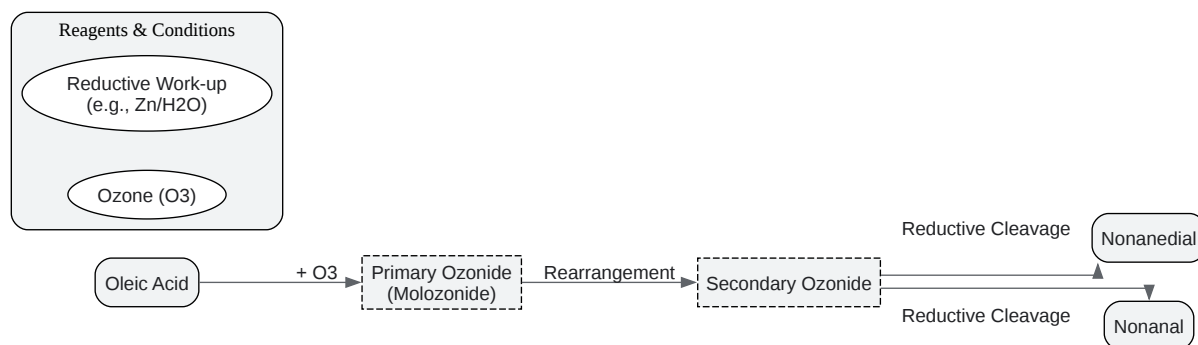 Reagents & Conditions
Reductive Work-up
(e.g., Zn/H2O)
Ozone (O3)
Oleic Acid
+ O3
Primary Ozonide
(Molozonide)
Rearrangement
Secondary Ozonide
Reductive Cleavage
Nonanedial
Reductive Cleavage
Nonanal